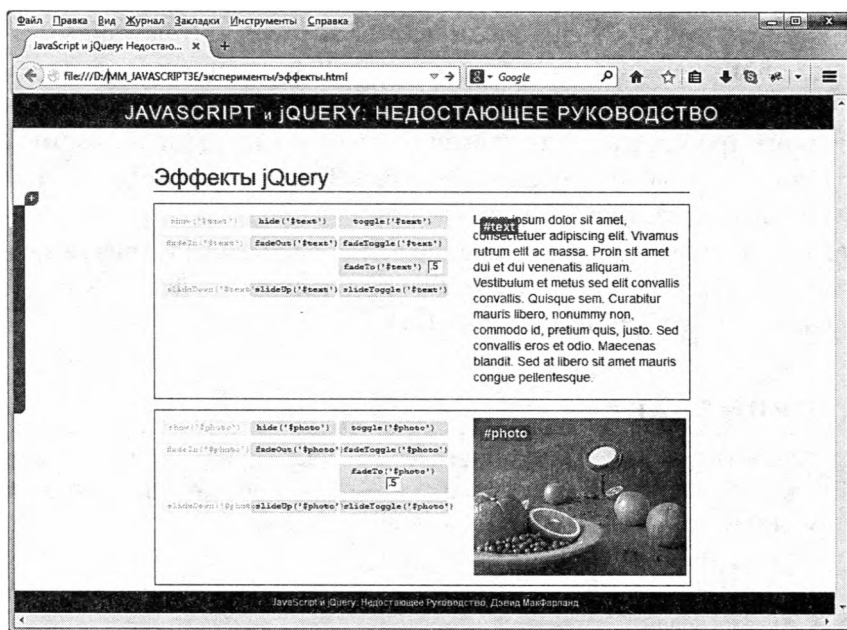 Файл Правка Вид Журнал Закладки Инструменты Справка
JavaScript и jQuery: Недостаю... × +
file:///D:/MM_JAVASCRIPT3E/эксперименты/эффекты.html
Google
JAVASCRIPT и jQUERY: НЕДОСТАЮЩЕЕ РУКОВОДСТВО
Эффекты jQuery
show('#text') hide('#text') toggle('#text')
fadeIn('#text') fadeOut('#text') fadeToggle('#text')
fadeTo('#text') .5
slideDown('#text') slideUp('#text') slideToggle('#text')
#text
Lorem ipsum dolor sit amet,
consectetuer adipiscing elit. Vivamus
rutrum elit ac massa. Proin sit amet
dui et dui venenatis aliquam.
Vestibulum et metus sed elit convallis
convallis. Quisque sem. Curabitur
mauris libero, nonummy non,
commodo id, pretium quis, justo. Sed
convallis eros et odio. Maecenas
blandit. Sed at libero sit amet mauris
congue pellentesque.
show('#photo') hide('#photo') toggle('#photo')
fadeIn('#photo') fadeOut('#photo') fadeToggle('#photo')
fadeTo('#photo')
.5
slideDown('#photo') slideUp('#photo') slideToggle('#photo')
#photo
JavaScript и jQuery: Недостающее Руководство, Дэвид МакФарланд